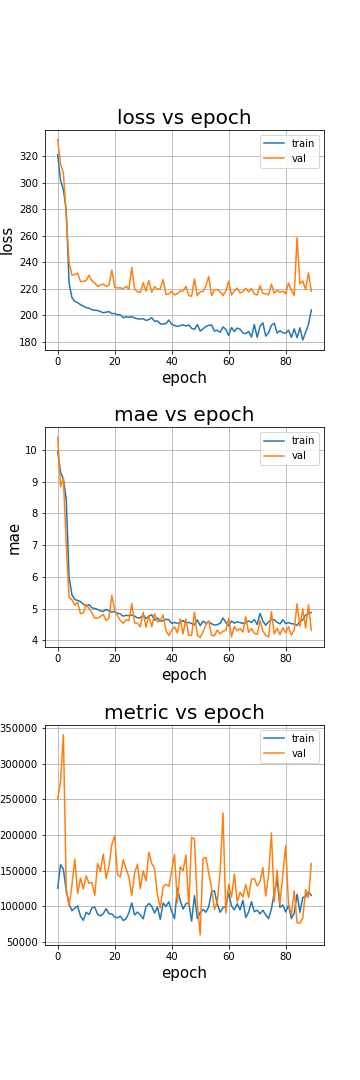 loss vs epoch
train
val
320
300
280
260
240
220
200
180
loss
0 20 40 60 80
epoch
mae vs epoch
train
val
10
9
8
7
6
5
4
mae
0 20 40 60 80
epoch
metric vs epoch
train
val
350000
300000
250000
200000
150000
100000
50000
0 20 40 60 80
epoch